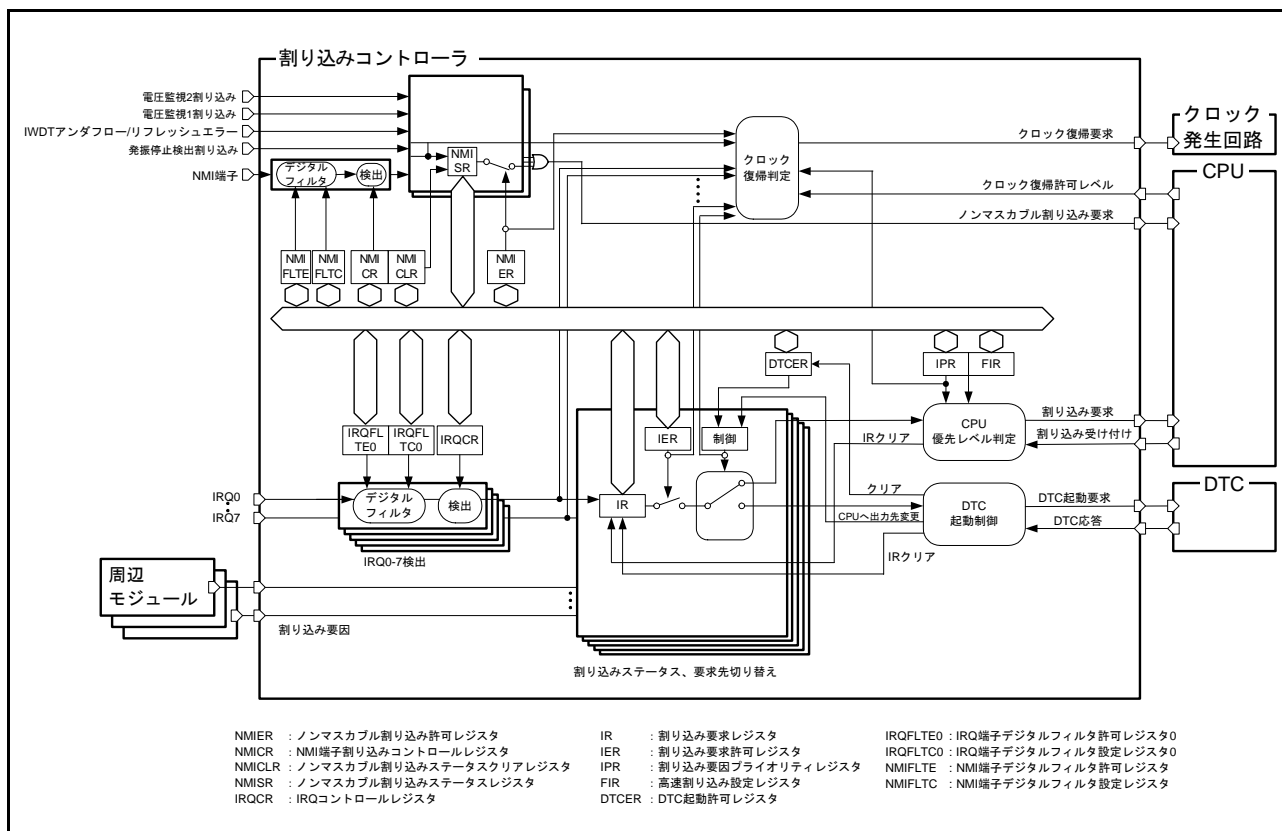 割り込みコントローラ
電圧監視2割り込み
電圧監視1割り込み
IWDTアンダフロー/リフレッシュエラー
発振停止検出割り込み
NMI端子
デジタル
フィルタ
検出
NMI
SR
クロック
復帰判定
クロック復帰要求
クロック復帰許可レベル
ノンマスカブル割り込み要求
クロック
発生回路
CPU
NMI
FLTE
NMI
FLTC
NMI
CR
NMI
CLR
NMI
ER
DTCER
IPR
FIR
IRQFL
TE0
IRQFL
TC0
IRQCR
IER
制御
CPU
優先レベル判定
割り込み要求
割り込み受け付け
IRクリア
IRQ0
IRQ7
デジタル
フィルタ
検出
IR
クリア
CPUへ出力先変更
DTC
起動制御
DTC起動要求
DTC応答
DTC
IRクリア
IRQ0-7検出
周辺
モジュール
割り込み要因
割り込みステータス、要求先切り替え
NMIER : ノンマスカブル割り込み許可レジスタ
NMICR : NMI端子割り込みコントロールレジスタ
NMICLR : ノンマスカブル割り込みステータスクリアレジスタ
NMISR : ノンマスカブル割り込みステータスレジスタ
IRQCR : IRQコントロールレジスタ
IR : 割り込み要求レジスタ
IER : 割り込み要求許可レジスタ
IPR : 割り込み要因プライオリティレジスタ
FIR : 高速割り込み設定レジスタ
DTCER : DTC起動許可レジスタ
IRQFLTE0 : IRQ端子デジタルフィルタ許可レジスタ0
IRQFLTC0 : IRQ端子デジタルフィルタ設定レジスタ0
NMIFLTE : NMI端子デジタルフィルタ許可レジスタ
NMIFLTC : NMI端子デジタルフィルタ設定レジスタ